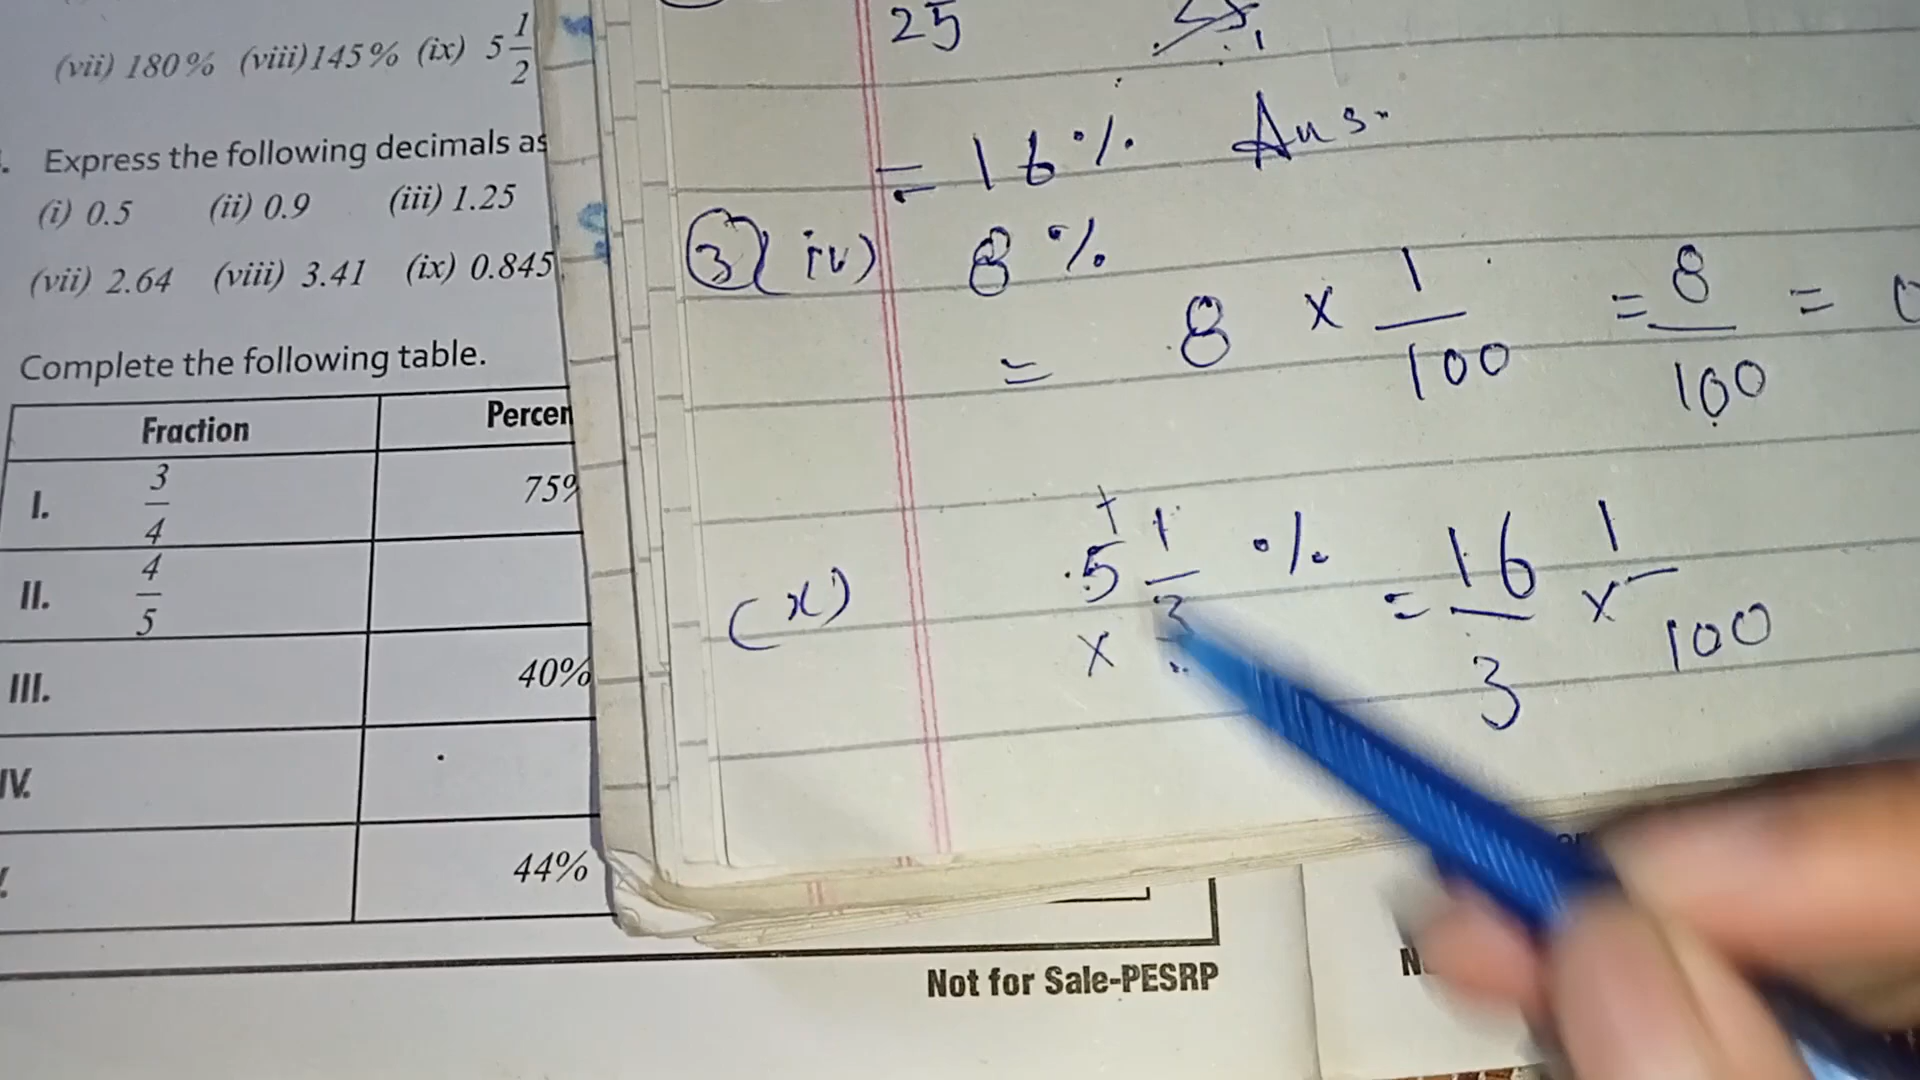 (vii) 180% (viii) 145% (ix) 5 1/2
Express the following decimals as
(i) 0.5 (ii) 0.9 (iii) 1.25
(vii) 2.64 (viii) 3.41 (ix) 0.845
Complete the following table.
Fraction
I. 3/4 75%
II. 4/5
III. 40%
IV.
44%
Not for Sale-PESRP
25
= 16% Ans.
3 (iv) 8%
= 8 × 1/100 = 8/100 =
(x) 5 1/3 % = 16/3 × 1/100
+
×